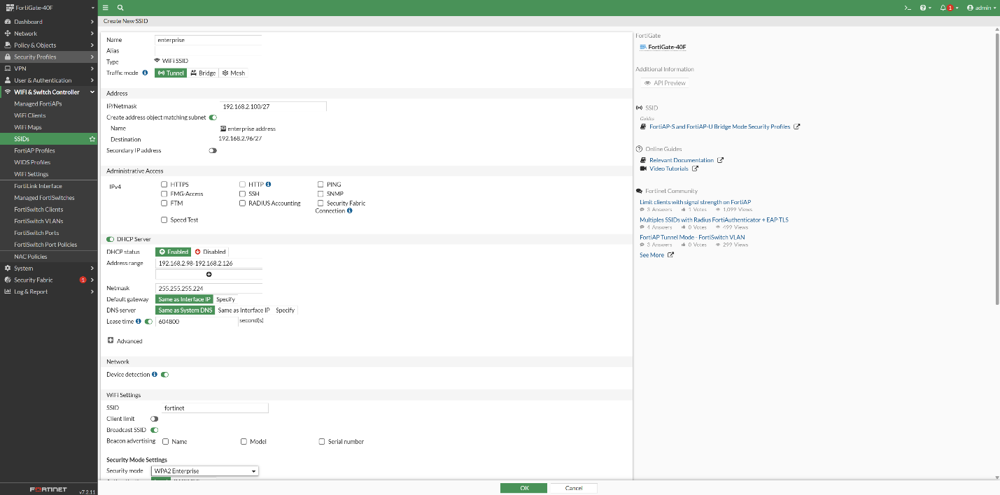 FortiGate-40F
admin
1
Dashboard
Network
Policy & Objects
Security Profiles
VPN
User & Authentication
WiFi & Switch Controller
Managed FortiAPs
WiFi Clients
WiFi Maps
SSIDs
FortiAP Profiles
WIDS Profiles
WiFi Settings
FortiLink Interface
Managed FortiSwitches
FortiSwitch Clients
FortiSwitch VLANs
FortiSwitch Ports
FortiSwitch Port Policies
NAC Policies
System
Security Fabric 1
Log & Report
FORTINET v7.2.11
Create New SSID
Name enterprise
Alias
Type WiFi SSID
Traffic mode Tunnel Bridge Mesh
Address
IP/Netmask 192.168.2.100/27
Create address object matching subnet
Name enterprise address
Destination 192.168.2.96/27
Secondary IP address
Administrative Access
IPv4 HTTPS HTTP PING
FMG-Access SSH SNMP
FTM RADIUS Accounting Security Fabric
Connection
Speed Test
DHCP Server
DHCP status Enabled Disabled
Address range 192.168.2.98-192.168.2.126
Netmask 255.255.255.224
Default gateway Same as Interface IP Specify
DNS server Same as System DNS Same as Interface IP Specify
Lease time 604800 second(s)
Advanced
Network
Device detection
WiFi Settings
SSID fortinet
Client limit
Broadcast SSID
Beacon advertising Name Model Serial number
Security Mode Settings
Security mode WPA2 Enterprise
OK Cancel
FortiGate
FortiGate-40F
Additional Information
API Preview
SSID
Guides
FortiAP-S and FortiAP-U Bridge Mode Security Profiles
Online Guides
Relevant Documentation
Video Tutorials
Fortinet Community
Limit clients with signal strength on FortiAP
3 Answers 1 Votes 1,099 Views
Multiples SSIDs with Radius FortiAuthenticator + EAP-TLS
4 Answers 0 Votes 499 Views
FortiAP Tunnel Mode - FortiSwitch VLAN
3 Answers 0 Votes 299 Views
See More